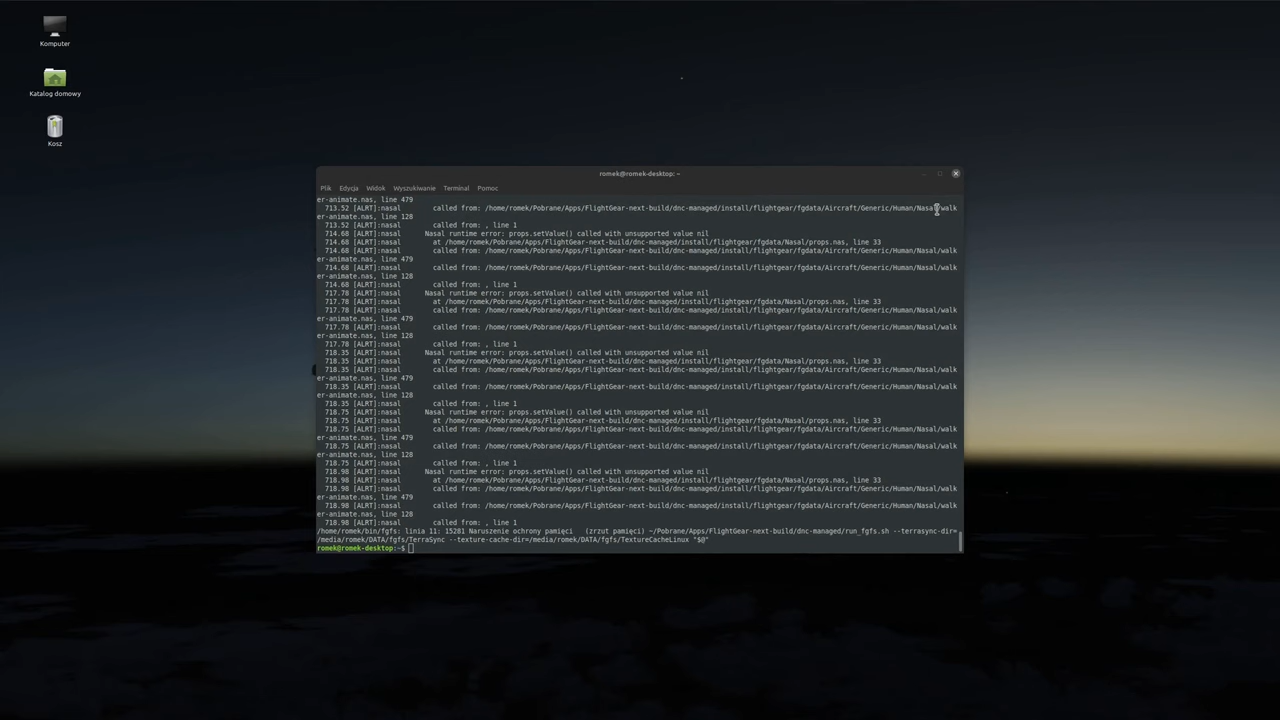 Komputer
Katalog domowy
Kosz
romek@romek-desktop: ~
Plik Edycja Widok Wyszukiwanie Terminal Pomoc
er-animate.nas, line 479
713.52 [ALRT]:nasal called from: /home/romek/Pobrane/Apps/FlightGear-next-build/dnc-managed/install/flightgear/fgdata/Aircraft/Generic/Human/Nasal/walk
er-animate.nas, line 128
713.52 [ALRT]:nasal called from: , line 1
714.68 [ALRT]:nasal Nasal runtime error: props.setValue() called with unsupported value nil
714.68 [ALRT]:nasal at /home/romek/Pobrane/Apps/FlightGear-next-build/dnc-managed/install/flightgear/fgdata/Nasal/props.nas, line 33
714.68 [ALRT]:nasal called from: /home/romek/Pobrane/Apps/FlightGear-next-build/dnc-managed/install/flightgear/fgdata/Aircraft/Generic/Human/Nasal/walk
er-animate.nas, line 479
714.68 [ALRT]:nasal called from: /home/romek/Pobrane/Apps/FlightGear-next-build/dnc-managed/install/flightgear/fgdata/Aircraft/Generic/Human/Nasal/walk
er-animate.nas, line 128
714.68 [ALRT]:nasal called from: , line 1
717.78 [ALRT]:nasal Nasal runtime error: props.setValue() called with unsupported value nil
717.78 [ALRT]:nasal at /home/romek/Pobrane/Apps/FlightGear-next-build/dnc-managed/install/flightgear/fgdata/Nasal/props.nas, line 33
717.78 [ALRT]:nasal called from: /home/romek/Pobrane/Apps/FlightGear-next-build/dnc-managed/install/flightgear/fgdata/Aircraft/Generic/Human/Nasal/walk
er-animate.nas, line 479
717.78 [ALRT]:nasal called from: /home/romek/Pobrane/Apps/FlightGear-next-build/dnc-managed/install/flightgear/fgdata/Aircraft/Generic/Human/Nasal/walk
er-animate.nas, line 128
717.78 [ALRT]:nasal called from: , line 1
718.35 [ALRT]:nasal Nasal runtime error: props.setValue() called with unsupported value nil
718.35 [ALRT]:nasal at /home/romek/Pobrane/Apps/FlightGear-next-build/dnc-managed/install/flightgear/fgdata/Nasal/props.nas, line 33
718.35 [ALRT]:nasal called from: /home/romek/Pobrane/Apps/FlightGear-next-build/dnc-managed/install/flightgear/fgdata/Aircraft/Generic/Human/Nasal/walk
er-animate.nas, line 479
718.35 [ALRT]:nasal called from: /home/romek/Pobrane/Apps/FlightGear-next-build/dnc-managed/install/flightgear/fgdata/Aircraft/Generic/Human/Nasal/walk
er-animate.nas, line 128
718.35 [ALRT]:nasal called from: , line 1
718.75 [ALRT]:nasal Nasal runtime error: props.setValue() called with unsupported value nil
718.75 [ALRT]:nasal at /home/romek/Pobrane/Apps/FlightGear-next-build/dnc-managed/install/flightgear/fgdata/Nasal/props.nas, line 33
718.75 [ALRT]:nasal called from: /home/romek/Pobrane/Apps/FlightGear-next-build/dnc-managed/install/flightgear/fgdata/Aircraft/Generic/Human/Nasal/walk
er-animate.nas, line 479
718.75 [ALRT]:nasal called from: /home/romek/Pobrane/Apps/FlightGear-next-build/dnc-managed/install/flightgear/fgdata/Aircraft/Generic/Human/Nasal/walk
er-animate.nas, line 128
718.75 [ALRT]:nasal called from: , line 1
718.98 [ALRT]:nasal Nasal runtime error: props.setValue() called with unsupported value nil
718.98 [ALRT]:nasal at /home/romek/Pobrane/Apps/FlightGear-next-build/dnc-managed/install/flightgear/fgdata/Nasal/props.nas, line 33
718.98 [ALRT]:nasal called from: /home/romek/Pobrane/Apps/FlightGear-next-build/dnc-managed/install/flightgear/fgdata/Aircraft/Generic/Human/Nasal/walk
er-animate.nas, line 479
718.98 [ALRT]:nasal called from: /home/romek/Pobrane/Apps/FlightGear-next-build/dnc-managed/install/flightgear/fgdata/Aircraft/Generic/Human/Nasal/walk
er-animate.nas, line 128
718.98 [ALRT]:nasal called from: , line 1
/home/romek/bin/fgfs: linia 11: 15281 Naruszenie ochrony pamięci (zrzut pamięci) ~/Pobrane/Apps/FlightGear-next-build/dnc-managed/run_fgfs.sh --terrasync-dir=
/media/romek/DATA/fgfs/TerraSync --texture-cache-dir=/media/romek/DATA/fgfs/TextureCacheLinux "$@"
romek@romek-desktop:~$